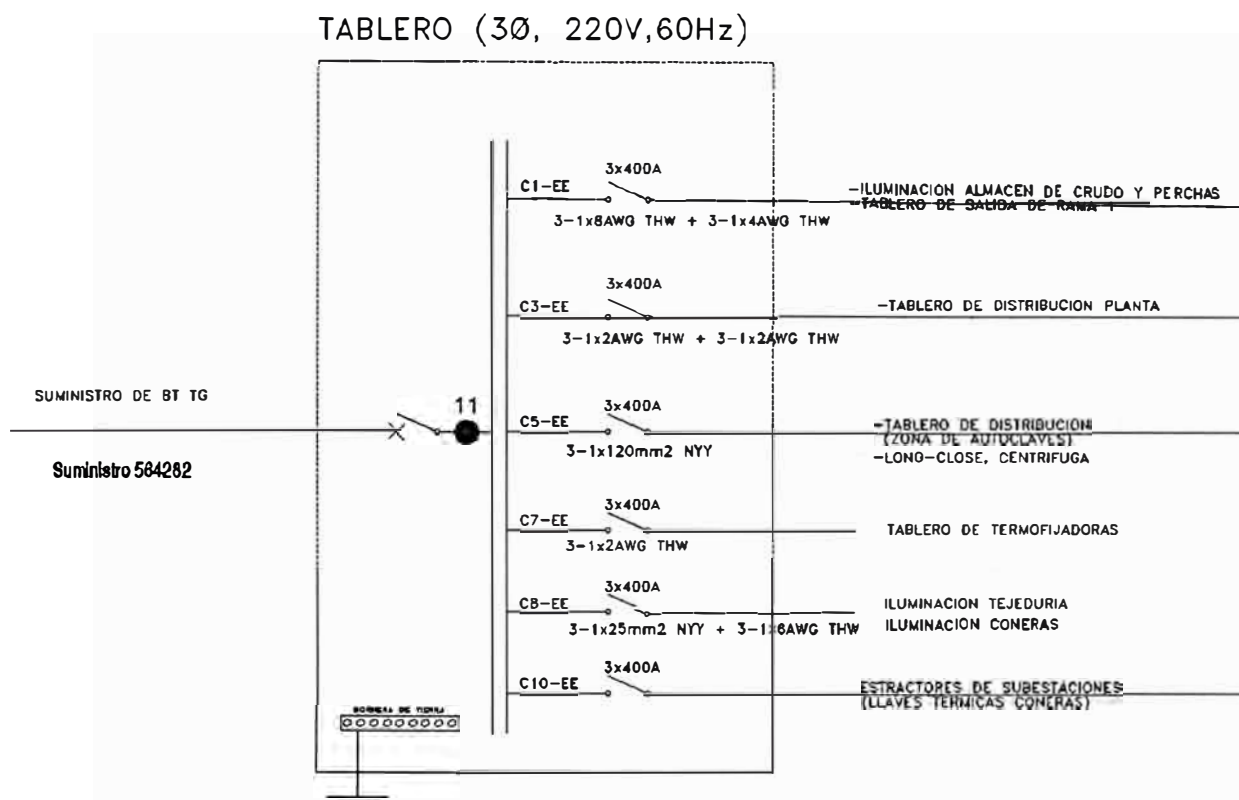 TABLERO (3Ø, 220V,60Hz)
C1-EE
3x400A
3-1x8AWG THW + 3-1x4AWG THW
-ILUMINACION ALMACEN DE CRUDO Y PERCHAS
-TABLERO DE SALIDA DE RAMA 1
C3-EE
3x400A
3-1x2AWG THW + 3-1x2AWG THW
-TABLERO DE DISTRIBUCION PLANTA
SUMINISTRO DE BT TG
Suministro 564282
11
C5-EE
3x400A
3-1x120mm2 NYY
-TABLERO DE DISTRIBUCION
(ZONA DE AUTOCLAVES)
-LONG-CLOSE, CENTRIFUGA
C7-EE
3x400A
3-1x2AWG THW
TABLERO DE TERMOFIJADORAS
C8-EE
3x400A
3-1x25mm2 NYY + 3-1x6AWG THW
ILUMINACION TEJEDURIA
ILUMINACION CONERAS
C10-EE
3x400A
ESTRACTORES DE SUBESTACIONES
(LLAVES TERMICAS CONERAS)
BORNERA DE TIERRA